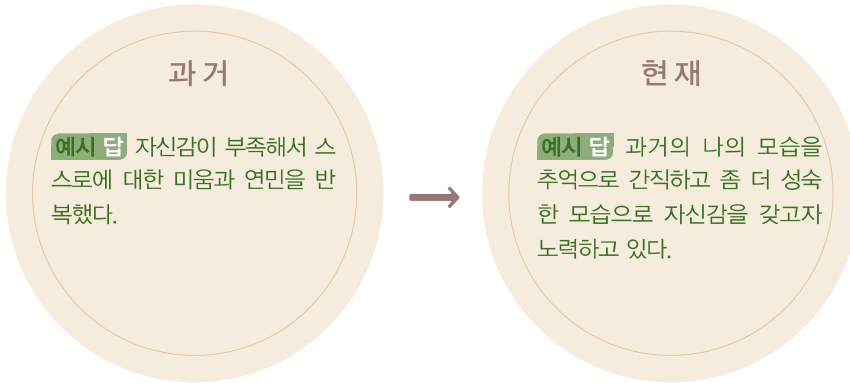 과거
예시 답 자신감이 부족해서 스
스로에 대한 미움과 연민을 반
복했다.
현재
예시 답 과거의 나의 모습을
추억으로 간직하고 좀 더 성숙
한 모습으로 자신감을 갖고자
노력하고 있다.